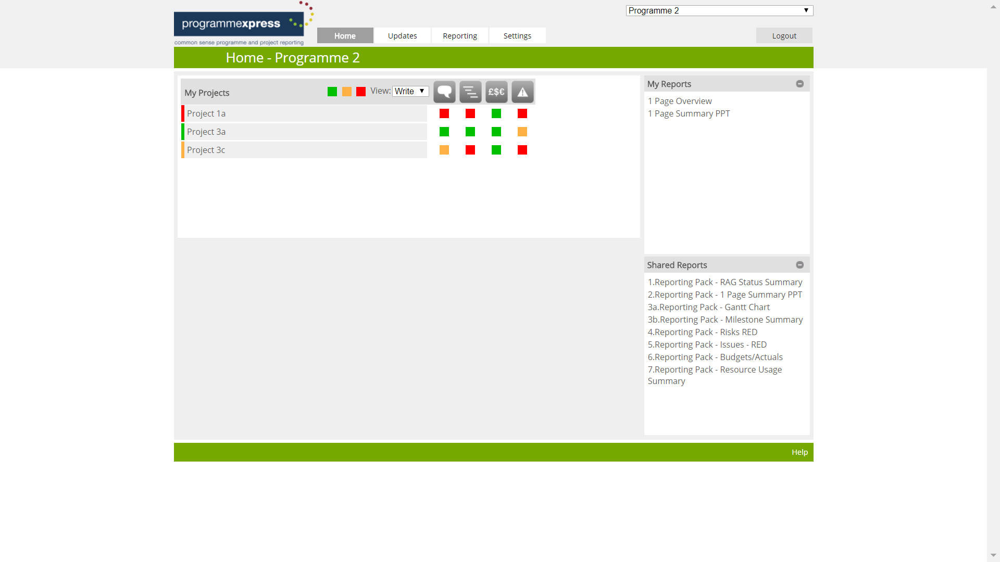 programmexpress
common sense programme and project reporting
Programme 2
Home
Updates
Reporting
Settings
Logout
Home - Programme 2
My Projects
View: Write
£$€
Project 1a
Project 3a
Project 3c
My Reports
1 Page Overview
1 Page Summary PPT
Shared Reports
1.Reporting Pack - RAG Status Summary
2.Reporting Pack - 1 Page Summary PPT
3a.Reporting Pack - Gantt Chart
3b.Reporting Pack - Milestone Summary
4.Reporting Pack - Risks RED
5.Reporting Pack - Issues - RED
6.Reporting Pack - Budgets/Actuals
7.Reporting Pack - Resource Usage
Summary
Help